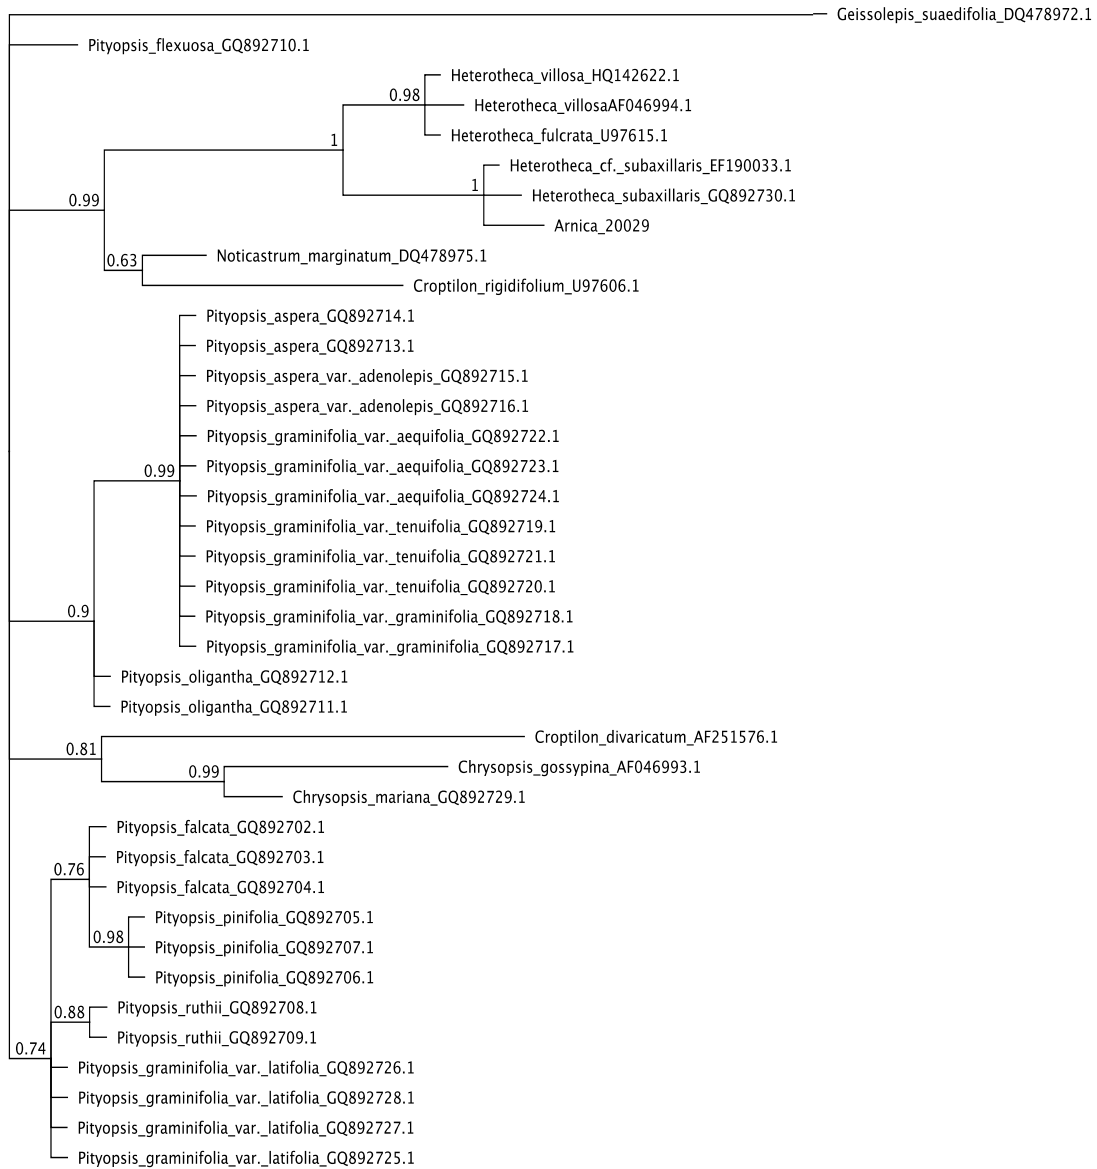 Geissolepis_suaedifolia_DQ478972.1
Pityopsis_flexuosa_GQ892710.1
Heterotheca_villosa_HQ142622.1
0.98
Heterotheca_villosaAF046994.1
Heterotheca_fulcrata_U97615.1
1
Heterotheca_cf._subaxillaris_EF190033.1
1
Heterotheca_subaxillaris_GQ892730.1
0.99
Arnica_20029
Noticastrum_marginatum_DQ478975.1
0.63
Croptilon_rigidifolium_U97606.1
Pityopsis_aspera_GQ892714.1
Pityopsis_aspera_GQ892713.1
Pityopsis_aspera_var._adenolepis_GQ892715.1
Pityopsis_aspera_var._adenolepis_GQ892716.1
Pityopsis_graminifolia_var._aequifolia_GQ892722.1
0.99
Pityopsis_graminifolia_var._aequifolia_GQ892723.1
Pityopsis_graminifolia_var._aequifolia_GQ892724.1
Pityopsis_graminifolia_var._tenuifolia_GQ892719.1
Pityopsis_graminifolia_var._tenuifolia_GQ892721.1
Pityopsis_graminifolia_var._tenuifolia_GQ892720.1
0.9
Pityopsis_graminifolia_var._graminifolia_GQ892718.1
Pityopsis_graminifolia_var._graminifolia_GQ892717.1
Pityopsis_oligantha_GQ892712.1
Pityopsis_oligantha_GQ892711.1
Croptilon_divaricatum_AF251576.1
0.81
Chrysopsis_gossypina_AF046993.1
0.99
Chrysopsis_mariana_GQ892729.1
Pityopsis_falcata_GQ892702.1
Pityopsis_falcata_GQ892703.1
0.76
Pityopsis_falcata_GQ892704.1
Pityopsis_pinifolia_GQ892705.1
0.98
Pityopsis_pinifolia_GQ892707.1
Pityopsis_pinifolia_GQ892706.1
Pityopsis_ruthii_GQ892708.1
0.88
Pityopsis_ruthii_GQ892709.1
0.74
Pityopsis_graminifolia_var._latifolia_GQ892726.1
Pityopsis_graminifolia_var._latifolia_GQ892728.1
Pityopsis_graminifolia_var._latifolia_GQ892727.1
Pityopsis_graminifolia_var._latifolia_GQ892725.1